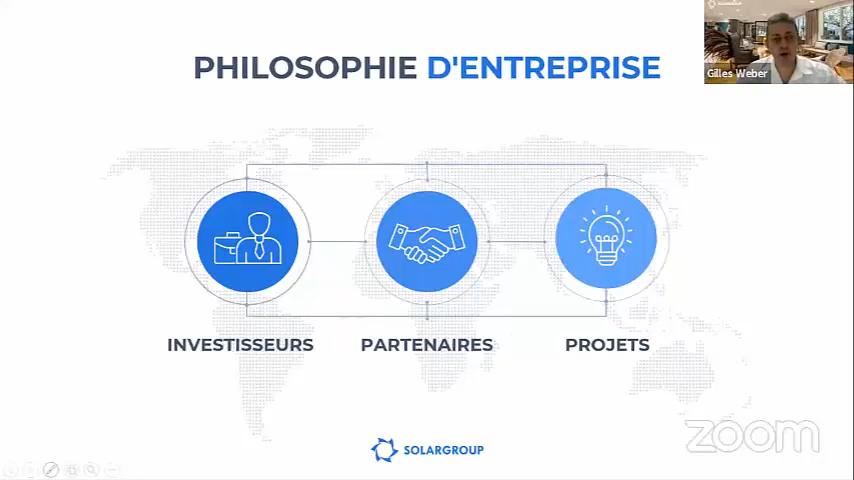 PHILOSOPHIE D'ENTREPRISE
Gilles Weber
INVESTISSEURS PARTENAIRES PROJETS
SOLARGROUP
zoom